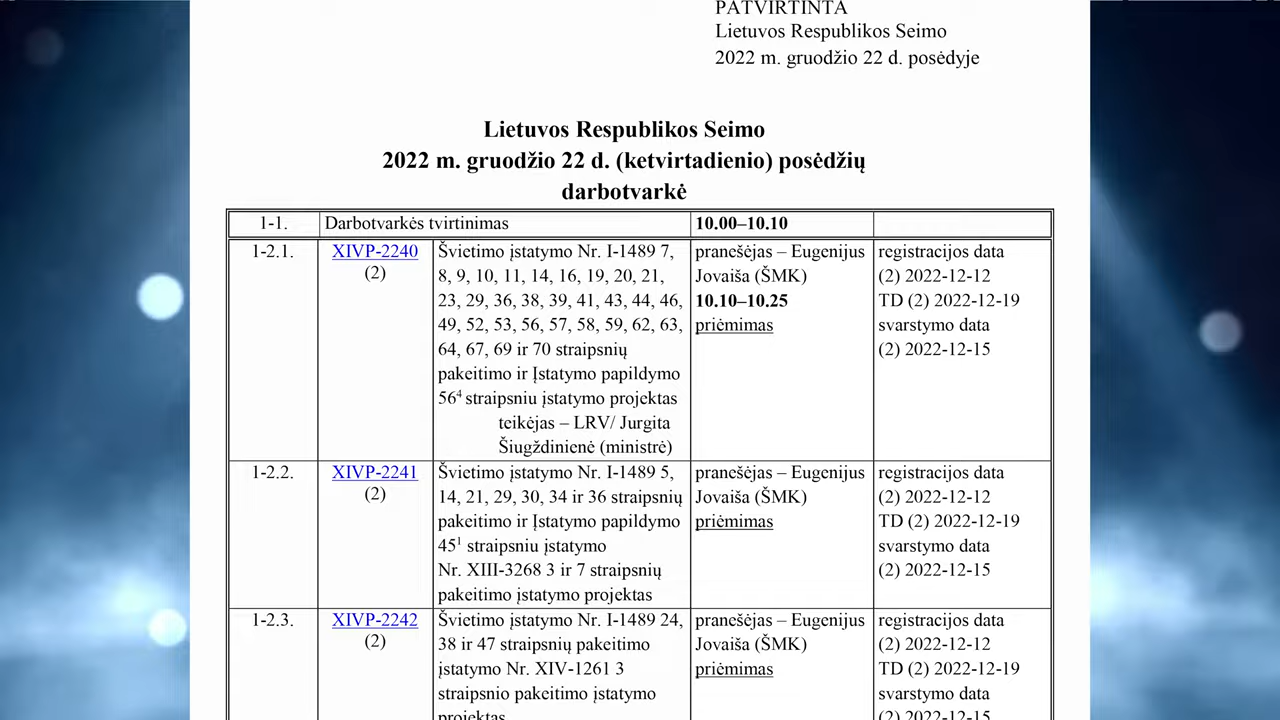 PATVIRTINTA
Lietuvos Respublikos Seimo
2022 m. gruodžio 22 d. posėdyje
Lietuvos Respublikos Seimo
2022 m. gruodžio 22 d. (ketvirtadienio) posėdžių
darbotvarkė
1-1.
Darbotvarkės tvirtinimas
10.00–10.10
1-2.1.
XIVP-2240
(2)
Švietimo įstatymo Nr. I-1489 7,
8, 9, 10, 11, 14, 16, 19, 20, 21,
23, 29, 36, 38, 39, 41, 43, 44, 46,
49, 52, 53, 56, 57, 58, 59, 62, 63,
64, 67, 69 ir 70 straipsnių
pakeitimo ir Įstatymo papildymo
56⁴ straipsniu įstatymo projektas
teikėjas – LRV/ Jurgita
Šiugždinienė (ministrė)
pranešėjas – Eugenijus
Jovaiša (ŠMK)
10.10–10.25
priėmimas
registracijos data
(2) 2022-12-12
TD (2) 2022-12-19
svarstymo data
(2) 2022-12-15
1-2.2.
XIVP-2241
(2)
Švietimo įstatymo Nr. I-1489 5,
14, 21, 29, 30, 34 ir 36 straipsnių
pakeitimo ir Įstatymo papildymo
45¹ straipsniu įstatymo
Nr. XIII-3268 3 ir 7 straipsnių
pakeitimo įstatymo projektas
pranešėjas – Eugenijus
Jovaiša (ŠMK)
priėmimas
registracijos data
(2) 2022-12-12
TD (2) 2022-12-19
svarstymo data
(2) 2022-12-15
1-2.3.
XIVP-2242
(2)
Švietimo įstatymo Nr. I-1489 24,
38 ir 47 straipsnių pakeitimo
įstatymo Nr. XIV-1261 3
straipsnio pakeitimo įstatymo
projektas
pranešėjas – Eugenijus
Jovaiša (ŠMK)
priėmimas
registracijos data
(2) 2022-12-12
TD (2) 2022-12-19
svarstymo data
(2) 2022-12-15